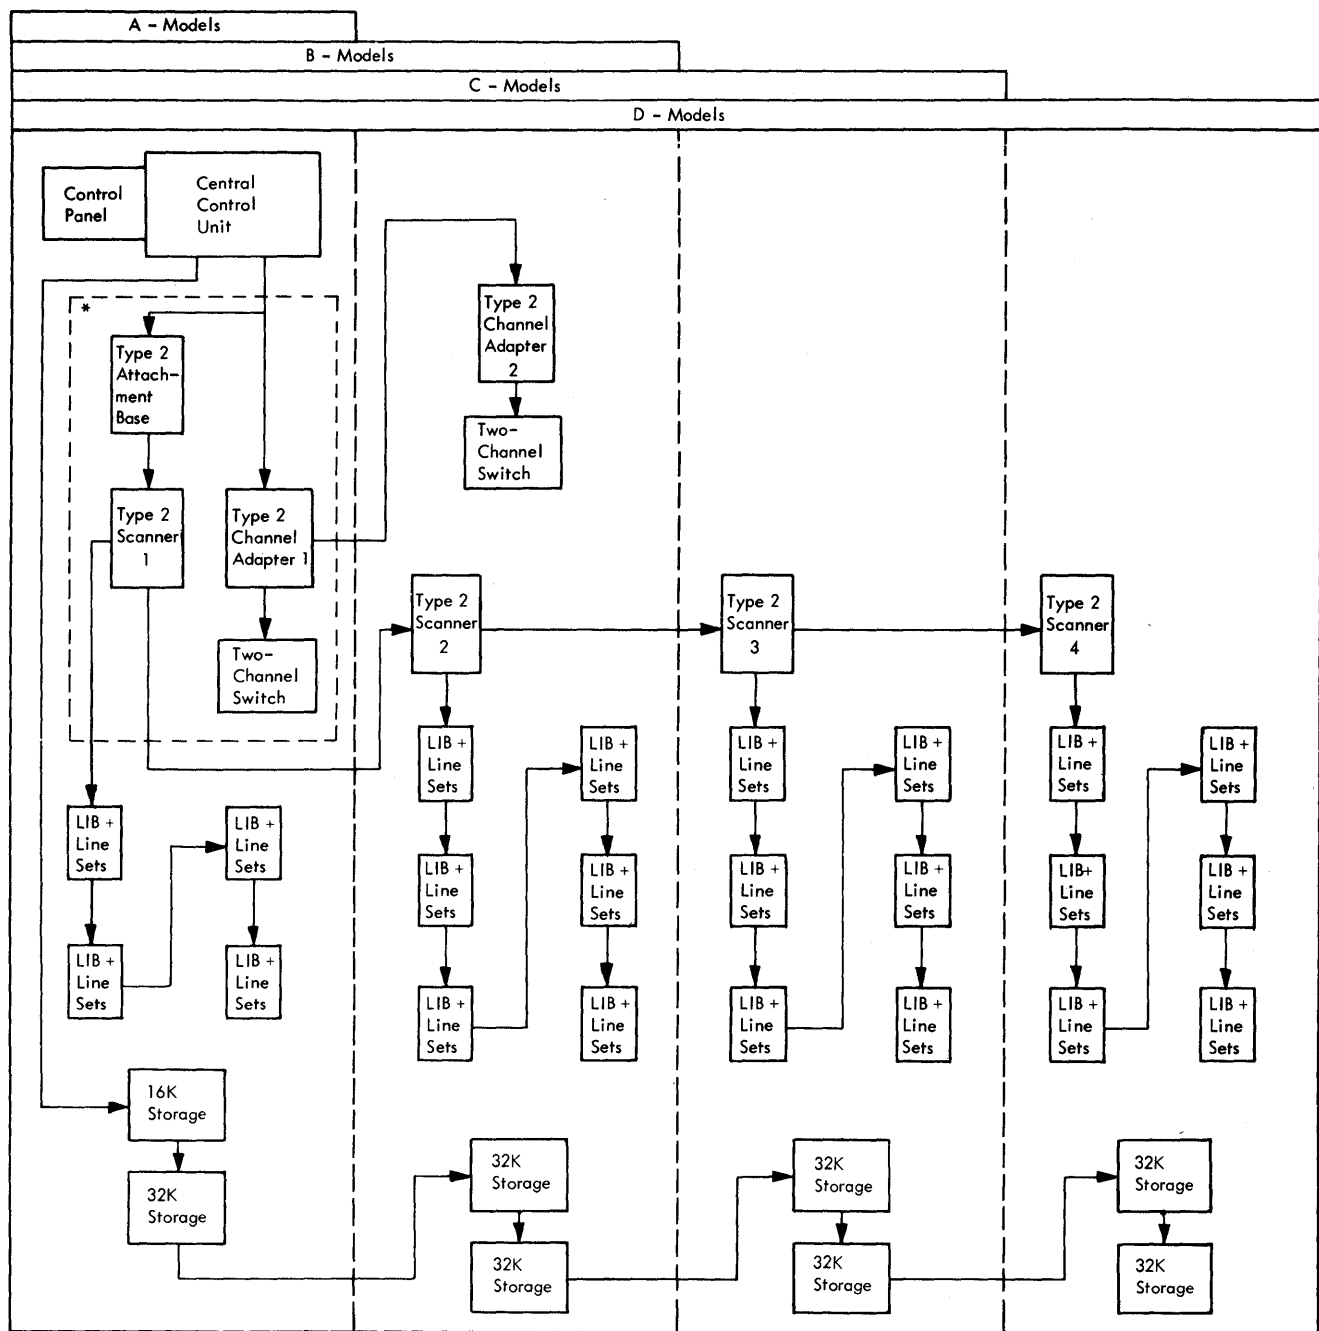 A - Models
B - Models
C - Models
D - Models
Control
Panel
Central
Control
Unit
*
Type 2
Attach-
ment
Base
Type 2
Scanner
1
Type 2
Channel
Adapter 1
Two-
Channel
Switch
Type 2
Channel
Adapter
2
Two-
Channel
Switch
Type 2
Scanner
2
Type 2
Scanner
3
Type 2
Scanner
4
LIB +
Line
Sets
LIB +
Line
Sets
LIB +
Line
Sets
LIB +
Line
Sets
LIB +
Line
Sets
LIB +
Line
Sets
LIB +
Line
Sets
LIB +
Line
Sets
LIB +
Line
Sets
LIB +
Line
Sets
LIB +
Line
Sets
LIB +
Line
Sets
LIB +
Line
Sets
LIB +
Line
Sets
LIB +
Line
Sets
LIB +
Line
Sets
LIB +
Line
Sets
LIB+
Line
Sets
LIB +
Line
Sets
LIB +
Line
Sets
LIB +
Line
Sets
LIB +
Line
Sets
16K
Storage
32K
Storage
32K
Storage
32K
Storage
32K
Storage
32K
Storage
32K
Storage
32K
Storage